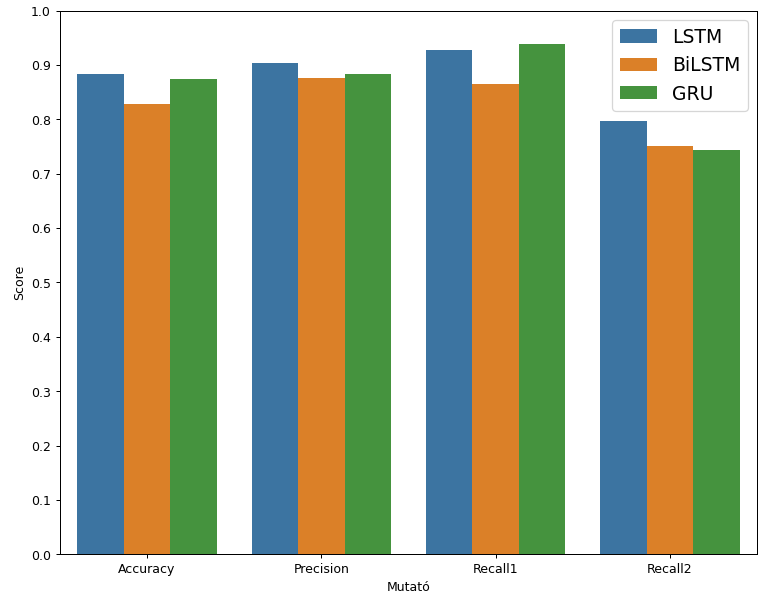 1.0
0.9
0.8
0.7
0.6
0.5
0.4
0.3
0.2
0.1
0.0
Score
LSTM
BiLSTM
GRU
Accuracy
Precision
Recall1
Recall2
Mutató